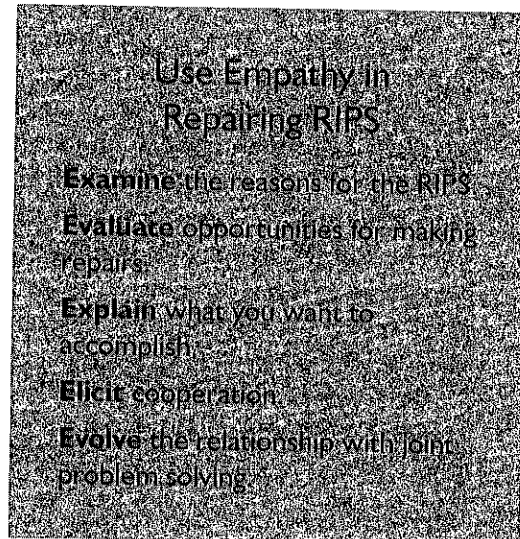 Use Empathy in
Repairing RIPS
Examine the reasons for the RIPS.
Evaluate opportunities for making
repairs.
Explain what you want to
accomplish.
Elicit cooperation.
Evolve the relationship with joint
problem solving.